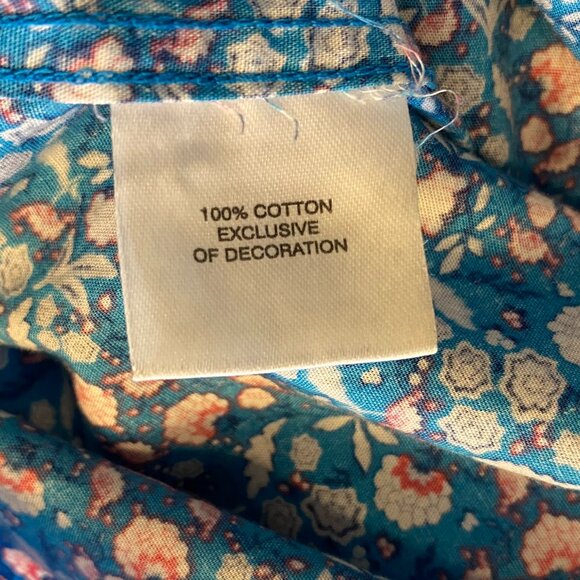 100% COTTON
EXCLUSIVE
OF DECORATION